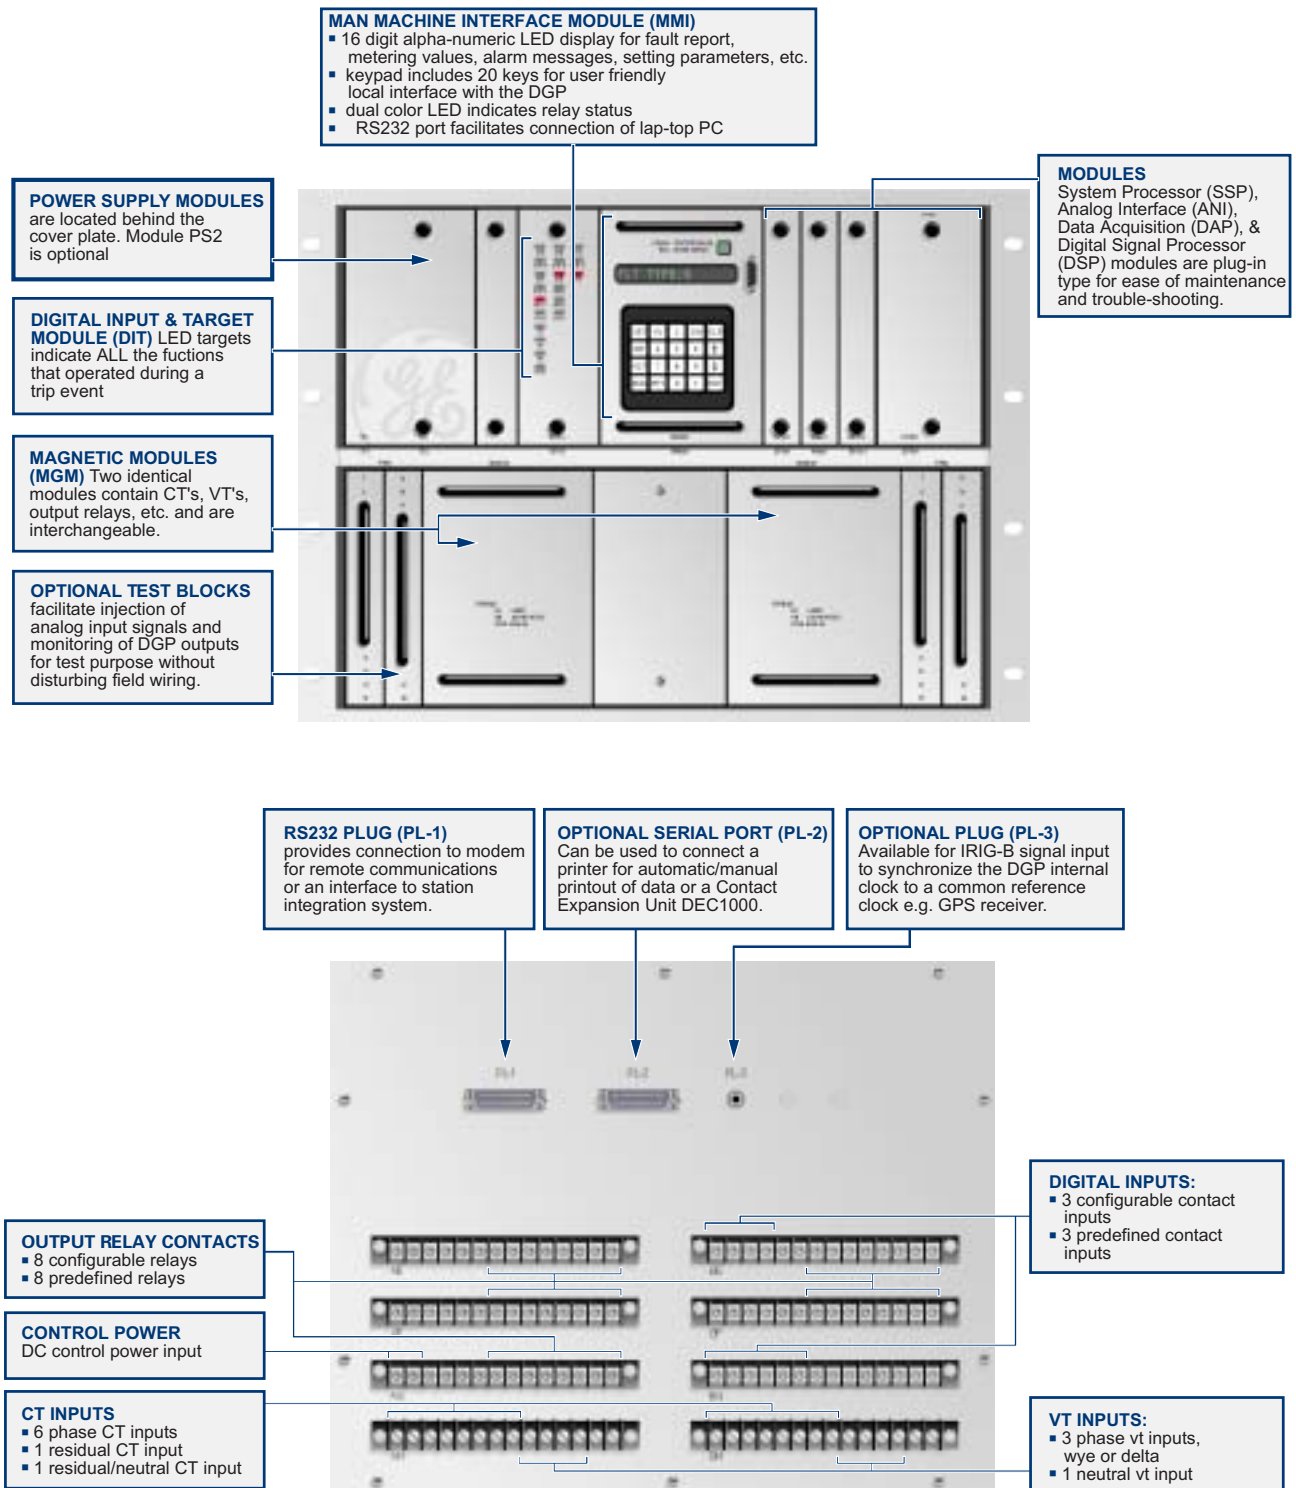 MAN MACHINE INTERFACE MODULE (MMI)
▪ 16 digit alpha-numeric LED display for fault report,
metering values, alarm messages, setting parameters, etc.
▪ keypad includes 20 keys for user friendly
local interface with the DGP
▪ dual color LED indicates relay status
▪ RS232 port facilitates connection of lap-top PC
POWER SUPPLY MODULES
are located behind the
cover plate. Module PS2
is optional
MODULES
System Processor (SSP),
Analog Interface (ANI),
Data Acquisition (DAP), &
Digital Signal Processor
(DSP) modules are plug-in
type for ease of maintenance
and trouble-shooting.
DIGITAL INPUT & TARGET
MODULE (DIT) LED targets
indicate ALL the fuctions
that operated during a
trip event
MAGNETIC MODULES
(MGM) Two identical
modules contain CT's, VT's,
output relays, etc. and are
interchangeable.
OPTIONAL TEST BLOCKS
facilitate injection of
analog input signals and
monitoring of DGP outputs
for test purpose without
disturbing field wiring.
RS232 PLUG (PL-1)
provides connection to modem
for remote communications
or an interface to station
integration system.
OPTIONAL SERIAL PORT (PL-2)
Can be used to connect a
printer for automatic/manual
printout of data or a Contact
Expansion Unit DEC1000.
OPTIONAL PLUG (PL-3)
Available for IRIG-B signal input
to synchronize the DGP internal
clock to a common reference
clock e.g. GPS receiver.
PL-1
PL-2
PL-3
DIGITAL INPUTS:
▪ 3 configurable contact
inputs
▪ 3 predefined contact
inputs
OUTPUT RELAY CONTACTS
▪ 8 configurable relays
▪ 8 predefined relays
CONTROL POWER
DC control power input
CT INPUTS
▪ 6 phase CT inputs
▪ 1 residual CT input
▪ 1 residual/neutral CT input
VT INPUTS:
▪ 3 phase vt inputs,
wye or delta
▪ 1 neutral vt input